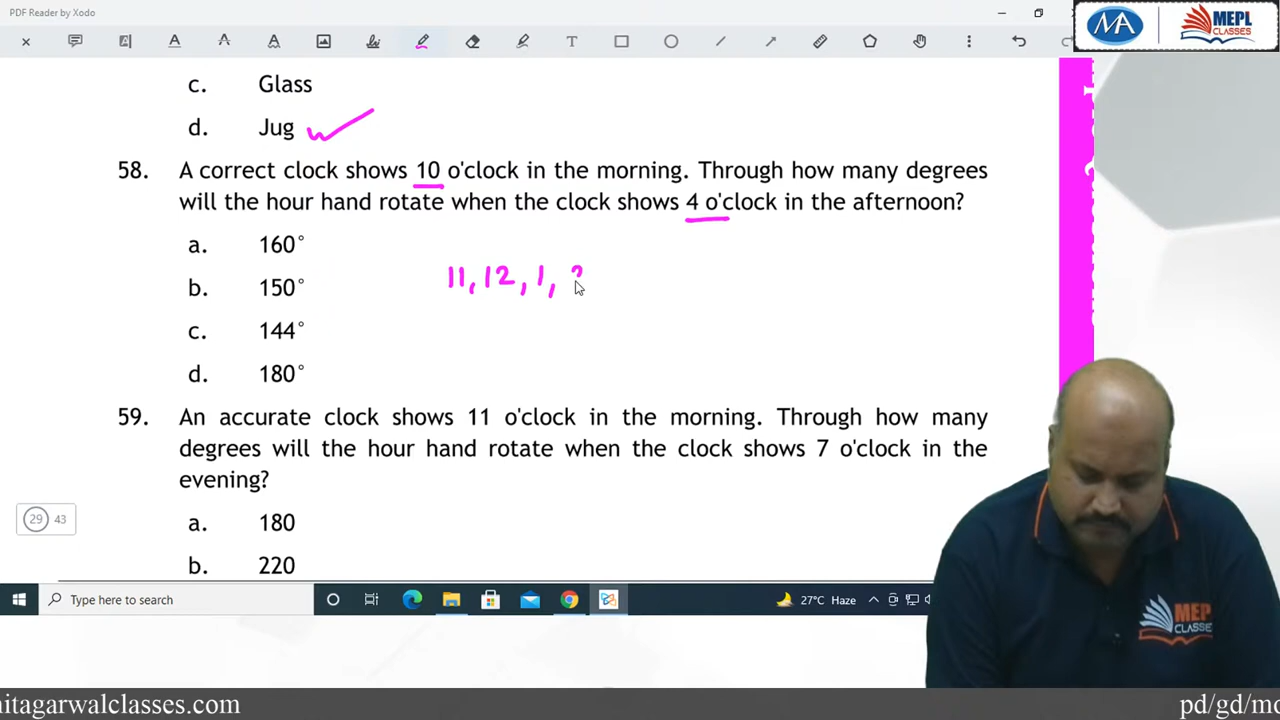 PDF Reader by Xodo
MA
MEPL
CLASSES
c. Glass
d. Jug
58. A correct clock shows 10 o'clock in the morning. Through how many degrees
will the hour hand rotate when the clock shows 4 o'clock in the afternoon?
a. 160°
b. 150°
11, 12, 1,
c. 144°
d. 180°
59. An accurate clock shows 11 o'clock in the morning. Through how many
degrees will the hour hand rotate when the clock shows 7 o'clock in the
evening?
29 43
a. 180
b. 220
Type here to search
27°C Haze
MEPL
CLASSES
nitagarwalclasses.com
pd/gd/mc